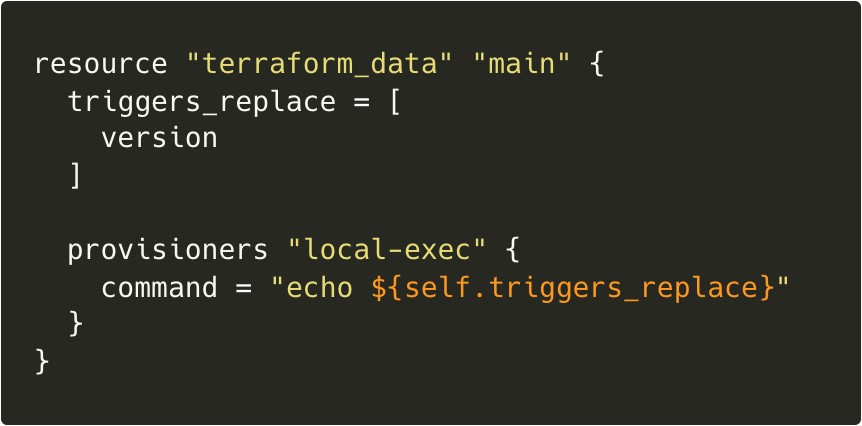 resource "terraform_data" "main" {
  triggers_replace = [
    version
  ]

  provisioners "local-exec" {
    command = "echo ${self.triggers_replace}"
  }
}